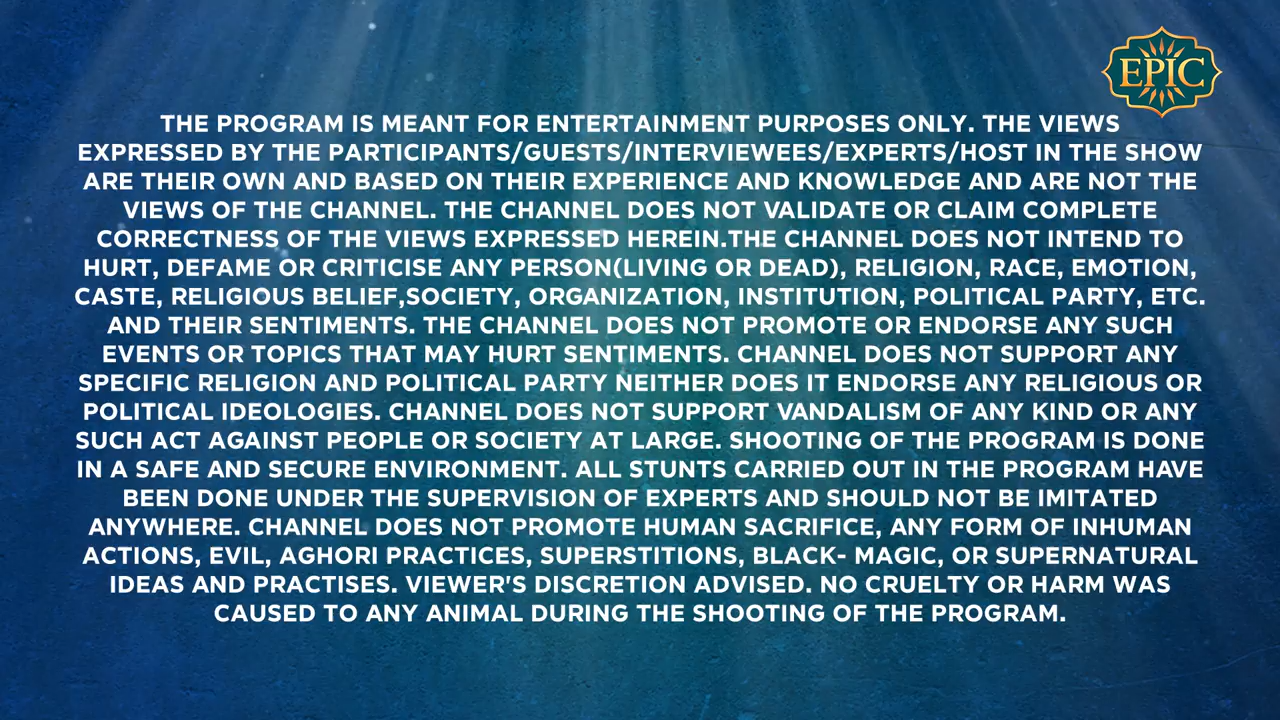 EPIC
THE PROGRAM IS MEANT FOR ENTERTAINMENT PURPOSES ONLY. THE VIEWS
EXPRESSED BY THE PARTICIPANTS/GUESTS/INTERVIEWEES/EXPERTS/HOST IN THE SHOW
ARE THEIR OWN AND BASED ON THEIR EXPERIENCE AND KNOWLEDGE AND ARE NOT THE
VIEWS OF THE CHANNEL. THE CHANNEL DOES NOT VALIDATE OR CLAIM COMPLETE
CORRECTNESS OF THE VIEWS EXPRESSED HEREIN.THE CHANNEL DOES NOT INTEND TO
HURT, DEFAME OR CRITICISE ANY PERSON(LIVING OR DEAD), RELIGION, RACE, EMOTION,
CASTE, RELIGIOUS BELIEF,SOCIETY, ORGANIZATION, INSTITUTION, POLITICAL PARTY, ETC.
AND THEIR SENTIMENTS. THE CHANNEL DOES NOT PROMOTE OR ENDORSE ANY SUCH
EVENTS OR TOPICS THAT MAY HURT SENTIMENTS. CHANNEL DOES NOT SUPPORT ANY
SPECIFIC RELIGION AND POLITICAL PARTY NEITHER DOES IT ENDORSE ANY RELIGIOUS OR
POLITICAL IDEOLOGIES. CHANNEL DOES NOT SUPPORT VANDALISM OF ANY KIND OR ANY
SUCH ACT AGAINST PEOPLE OR SOCIETY AT LARGE. SHOOTING OF THE PROGRAM IS DONE
IN A SAFE AND SECURE ENVIRONMENT. ALL STUNTS CARRIED OUT IN THE PROGRAM HAVE
BEEN DONE UNDER THE SUPERVISION OF EXPERTS AND SHOULD NOT BE IMITATED
ANYWHERE. CHANNEL DOES NOT PROMOTE HUMAN SACRIFICE, ANY FORM OF INHUMAN
ACTIONS, EVIL, AGHORI PRACTICES, SUPERSTITIONS, BLACK- MAGIC, OR SUPERNATURAL
IDEAS AND PRACTISES. VIEWER'S DISCRETION ADVISED. NO CRUELTY OR HARM WAS
CAUSED TO ANY ANIMAL DURING THE SHOOTING OF THE PROGRAM.